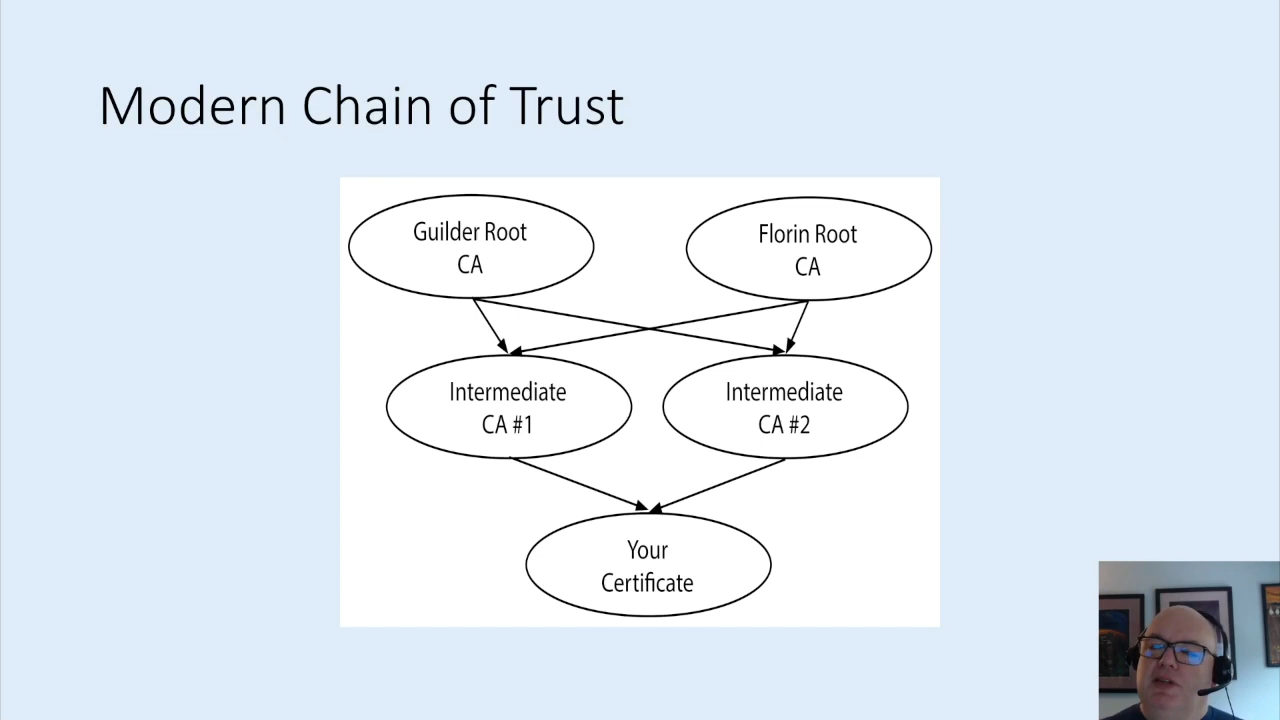 Modern Chain of Trust
Guilder Root
CA
Florin Root
CA
Intermediate
CA #1
Intermediate
CA #2
Your
Certificate